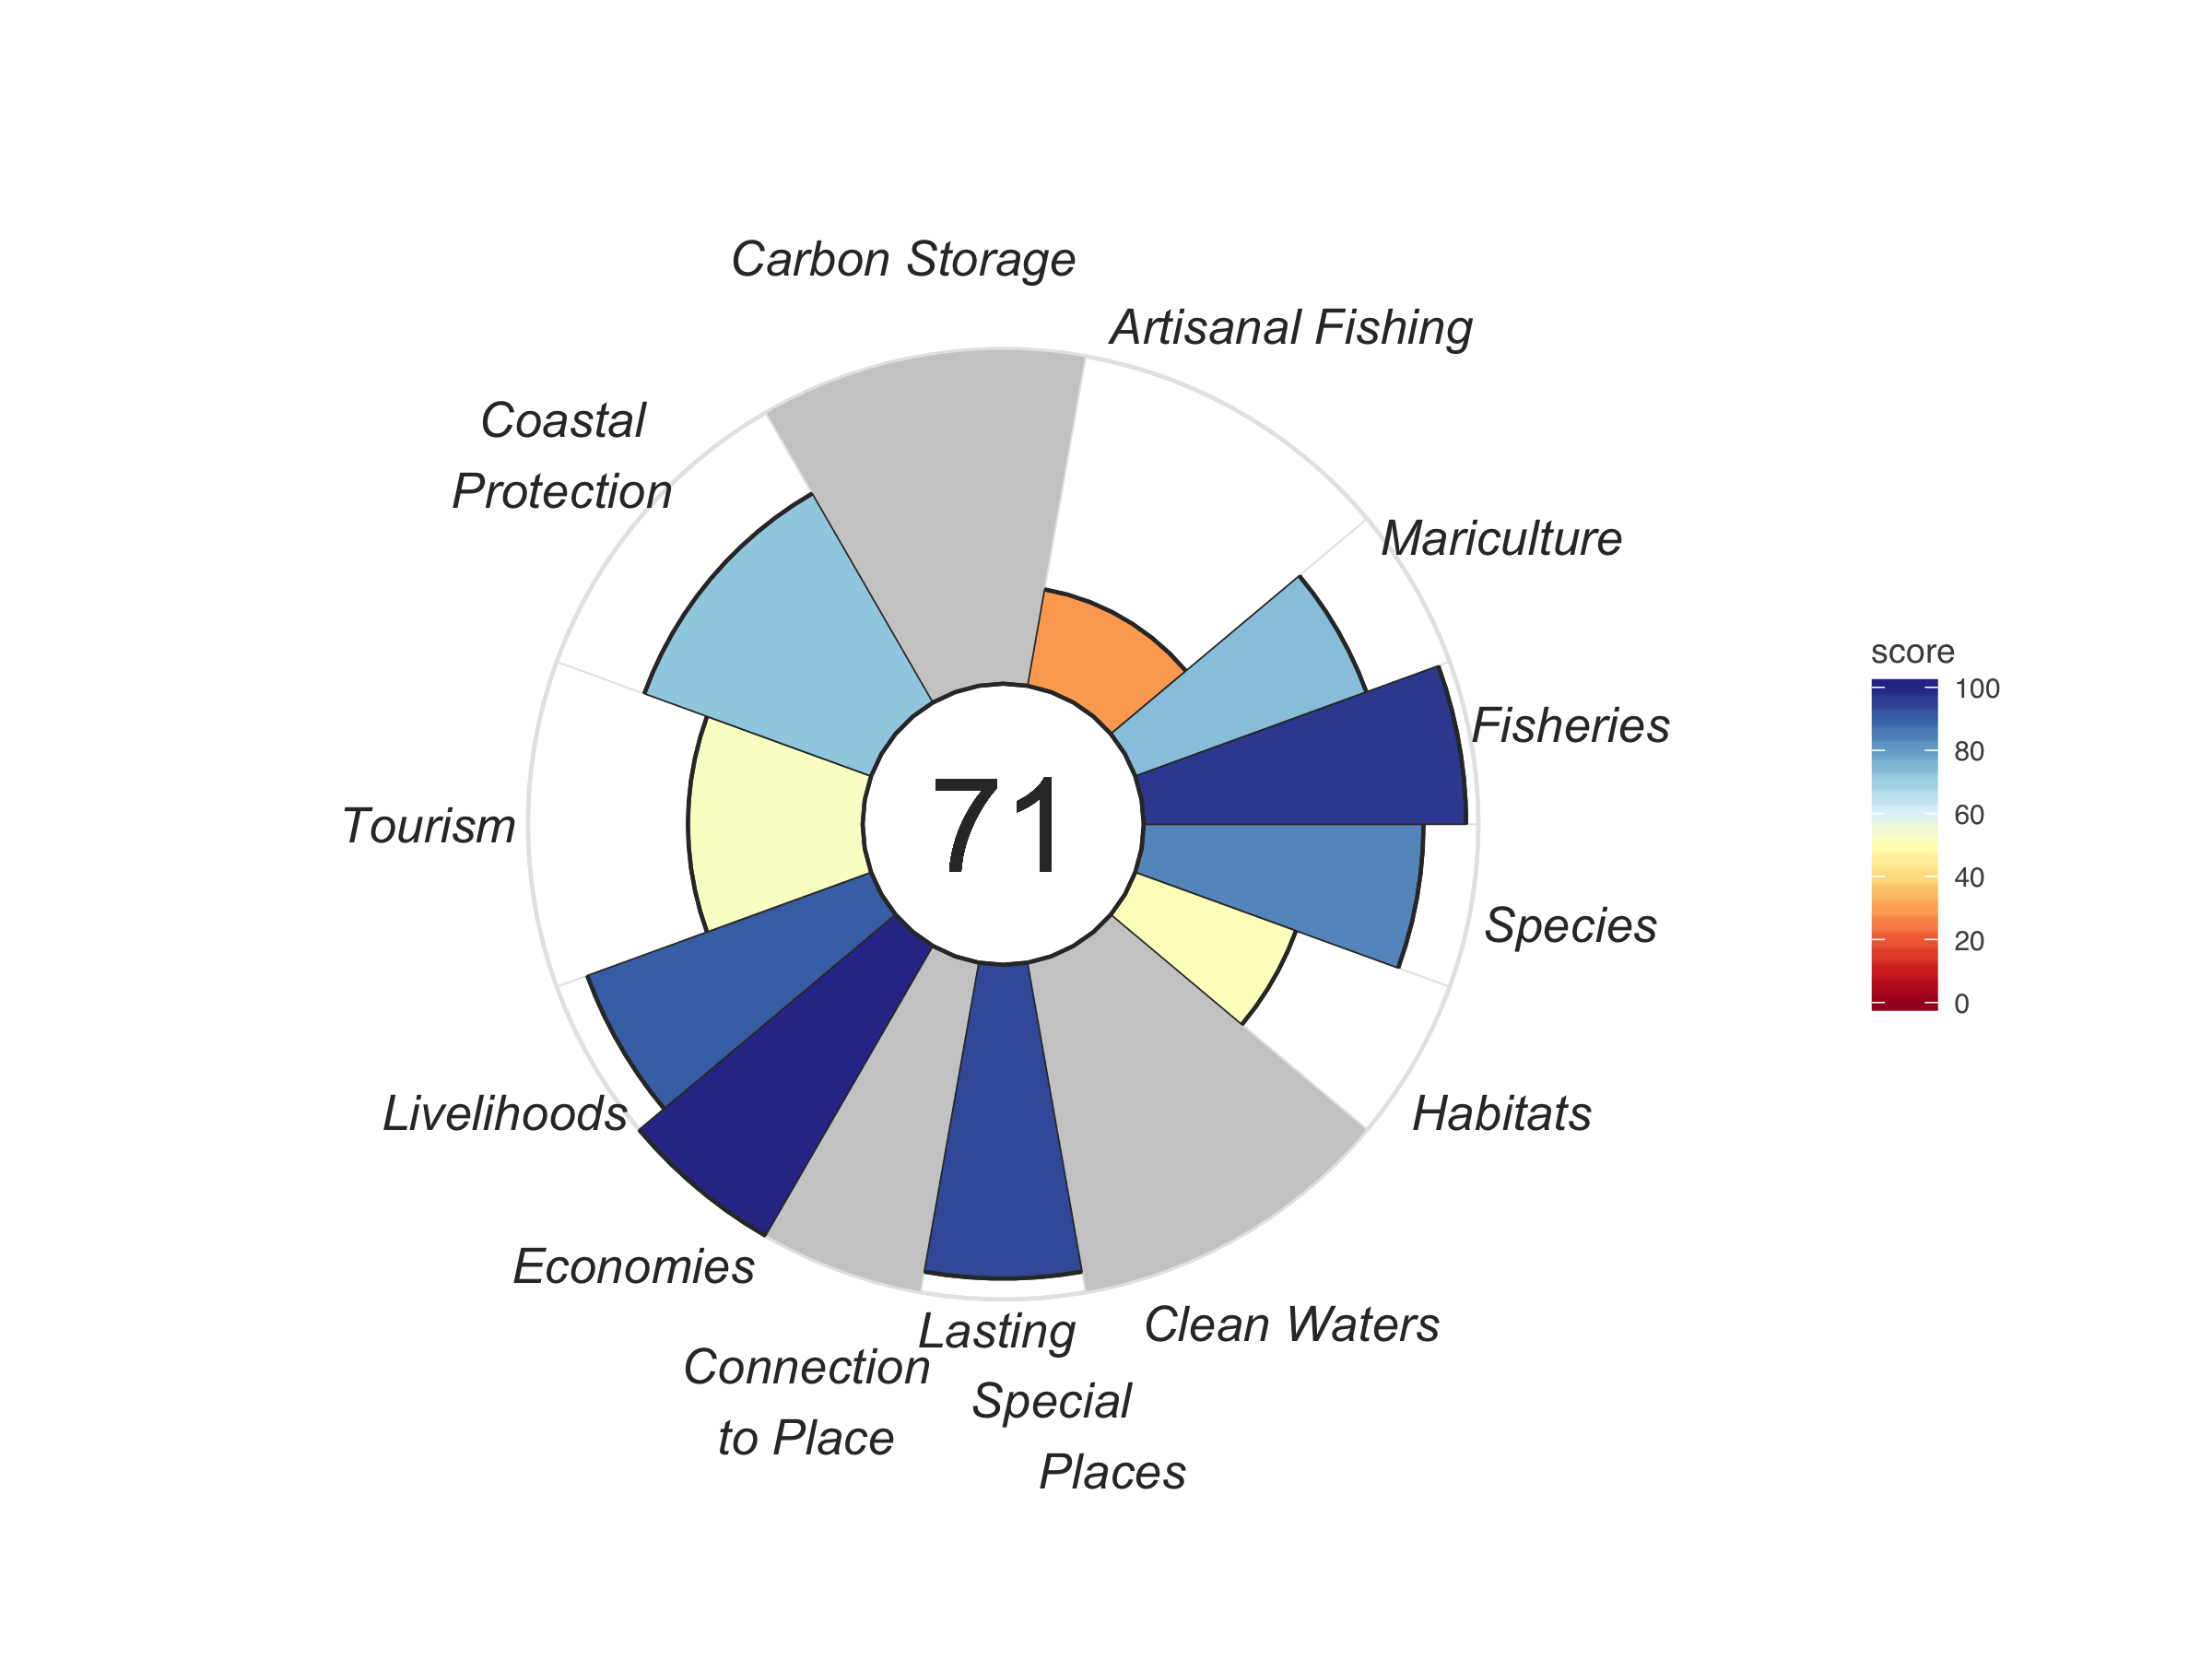 Carbon Storage
Artisanal Fishing
Coastal
Protection
Mariculture
Fisheries
score
100
80
60
40
20
0
71
Tourism
Species
Livelihoods
Habitats
Economies
Clean Waters
Lasting
Special
Places
Connection
to Place